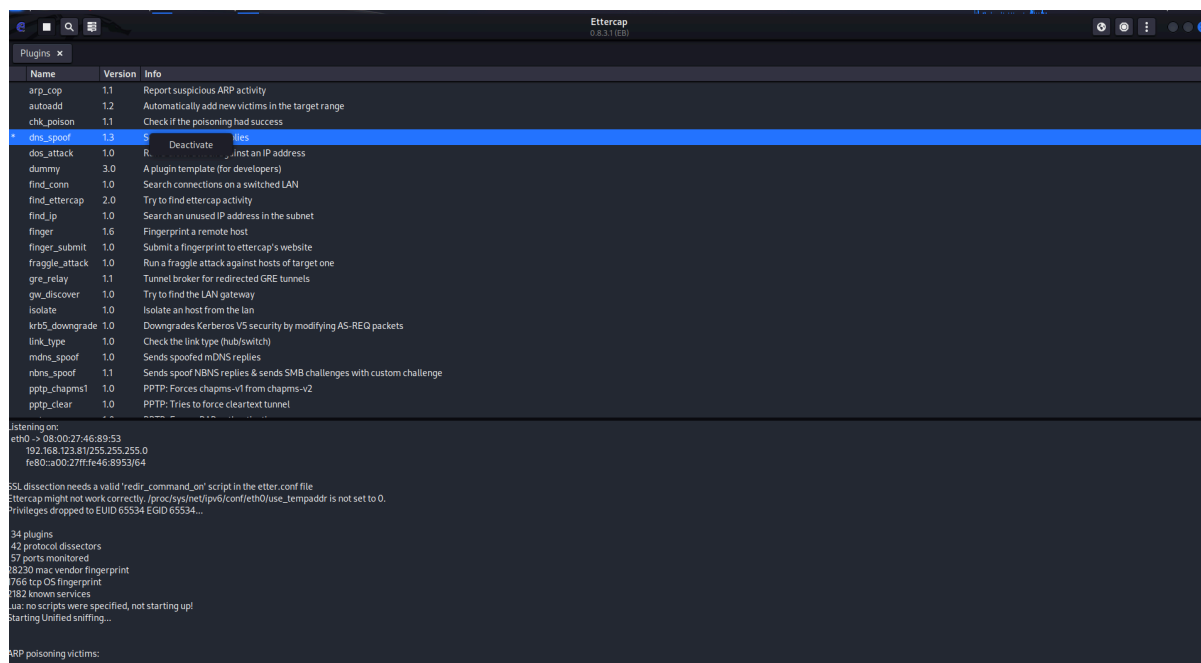 Ettercap
0.8.3.1 (EB)
Plugins ×
Name Version Info
arp_cop 1.1 Report suspicious ARP activity
autoadd 1.2 Automatically add new victims in the target range
chk_poison 1.1 Check if the poisoning had success
* dns_spoof 1.3 S lies
Deactivate
dos_attack 1.0 R inst an IP address
dummy 3.0 A plugin template (for developers)
find_conn 1.0 Search connections on a switched LAN
find_ettercap 2.0 Try to find ettercap activity
find_ip 1.0 Search an unused IP address in the subnet
finger 1.6 Fingerprint a remote host
finger_submit 1.0 Submit a fingerprint to ettercap's website
fraggle_attack 1.0 Run a fraggle attack against hosts of target one
gre_relay 1.1 Tunnel broker for redirected GRE tunnels
gw_discover 1.0 Try to find the LAN gateway
isolate 1.0 Isolate an host from the lan
krb5_downgrade 1.0 Downgrades Kerberos V5 security by modifying AS-REQ packets
link_type 1.0 Check the link type (hub/switch)
mdns_spoof 1.0 Sends spoofed mDNS replies
nbns_spoof 1.1 Sends spoof NBNS replies & sends SMB challenges with custom challenge
pptp_chapms1 1.0 PPTP: Forces chapms-v1 from chapms-v2
pptp_clear 1.0 PPTP: Tries to force cleartext tunnel
Listening on:
eth0 -> 08:00:27:46:89:53
192.168.123.81/255.255.255.0
fe80::a00:27ff:fe46:8953/64
SSL dissection needs a valid 'redir_command_on' script in the etter.conf file
Ettercap might not work correctly. /proc/sys/net/ipv6/conf/eth0/use_tempaddr is not set to 0.
Privileges dropped to EUID 65534 EGID 65534...
34 plugins
42 protocol dissectors
57 ports monitored
28230 mac vendor fingerprint
1766 tcp OS fingerprint
2182 known services
Lua: no scripts were specified, not starting up!
Starting Unified sniffing...
ARP poisoning victims: